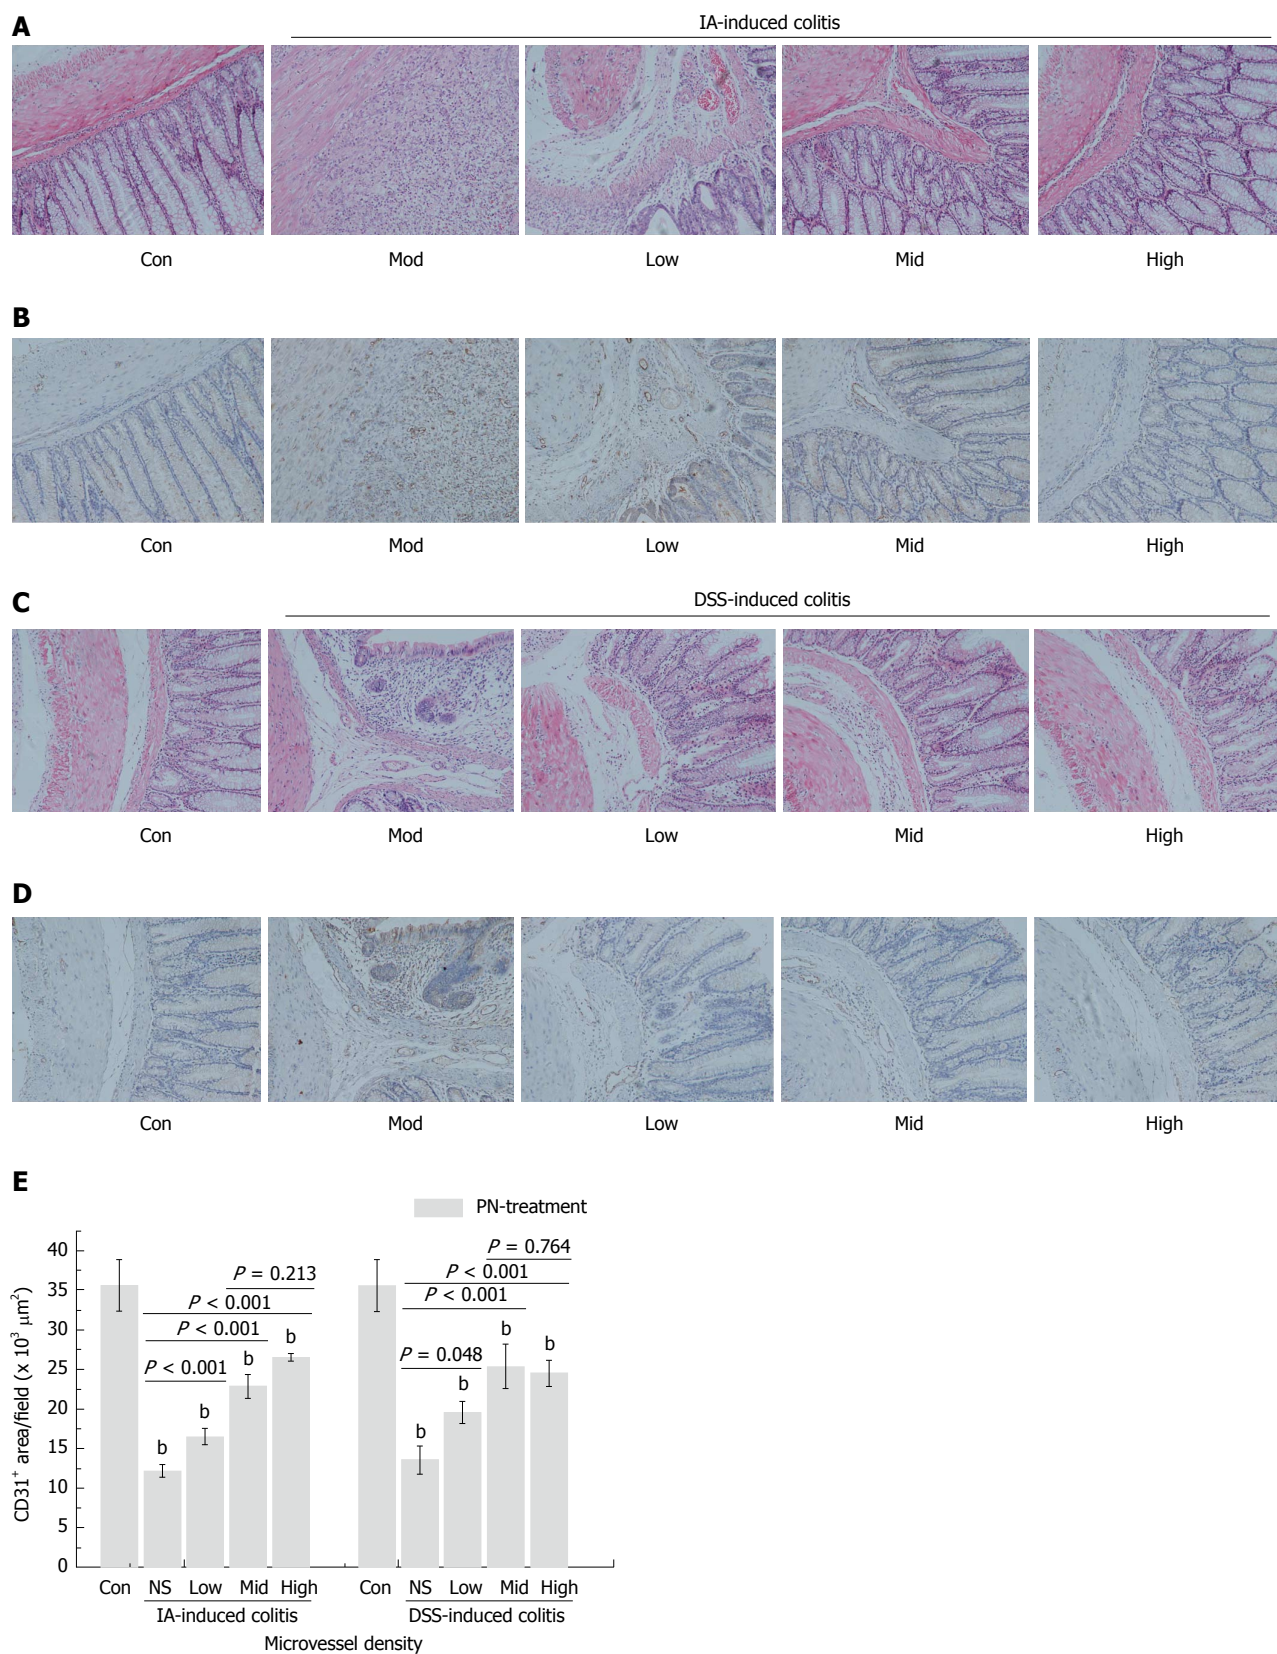 A
IA-induced colitis
Con Mod Low Mid High
B
Con Mod Low Mid High
C
DSS-induced colitis
Con Mod Low Mid High
D
Con Mod Low Mid High
E
PN-treatment
CD31⁺ area/field (x 10³ μm²)
40
35
30
25
20
15
10
5
0
P = 0.213
P < 0.001
P < 0.001
P < 0.001
b
b
b
b
P = 0.764
P < 0.001
P < 0.001
P = 0.048
b
b
b
b
Con NS Low Mid High Con NS Low Mid High
IA-induced colitis DSS-induced colitis
Microvessel density